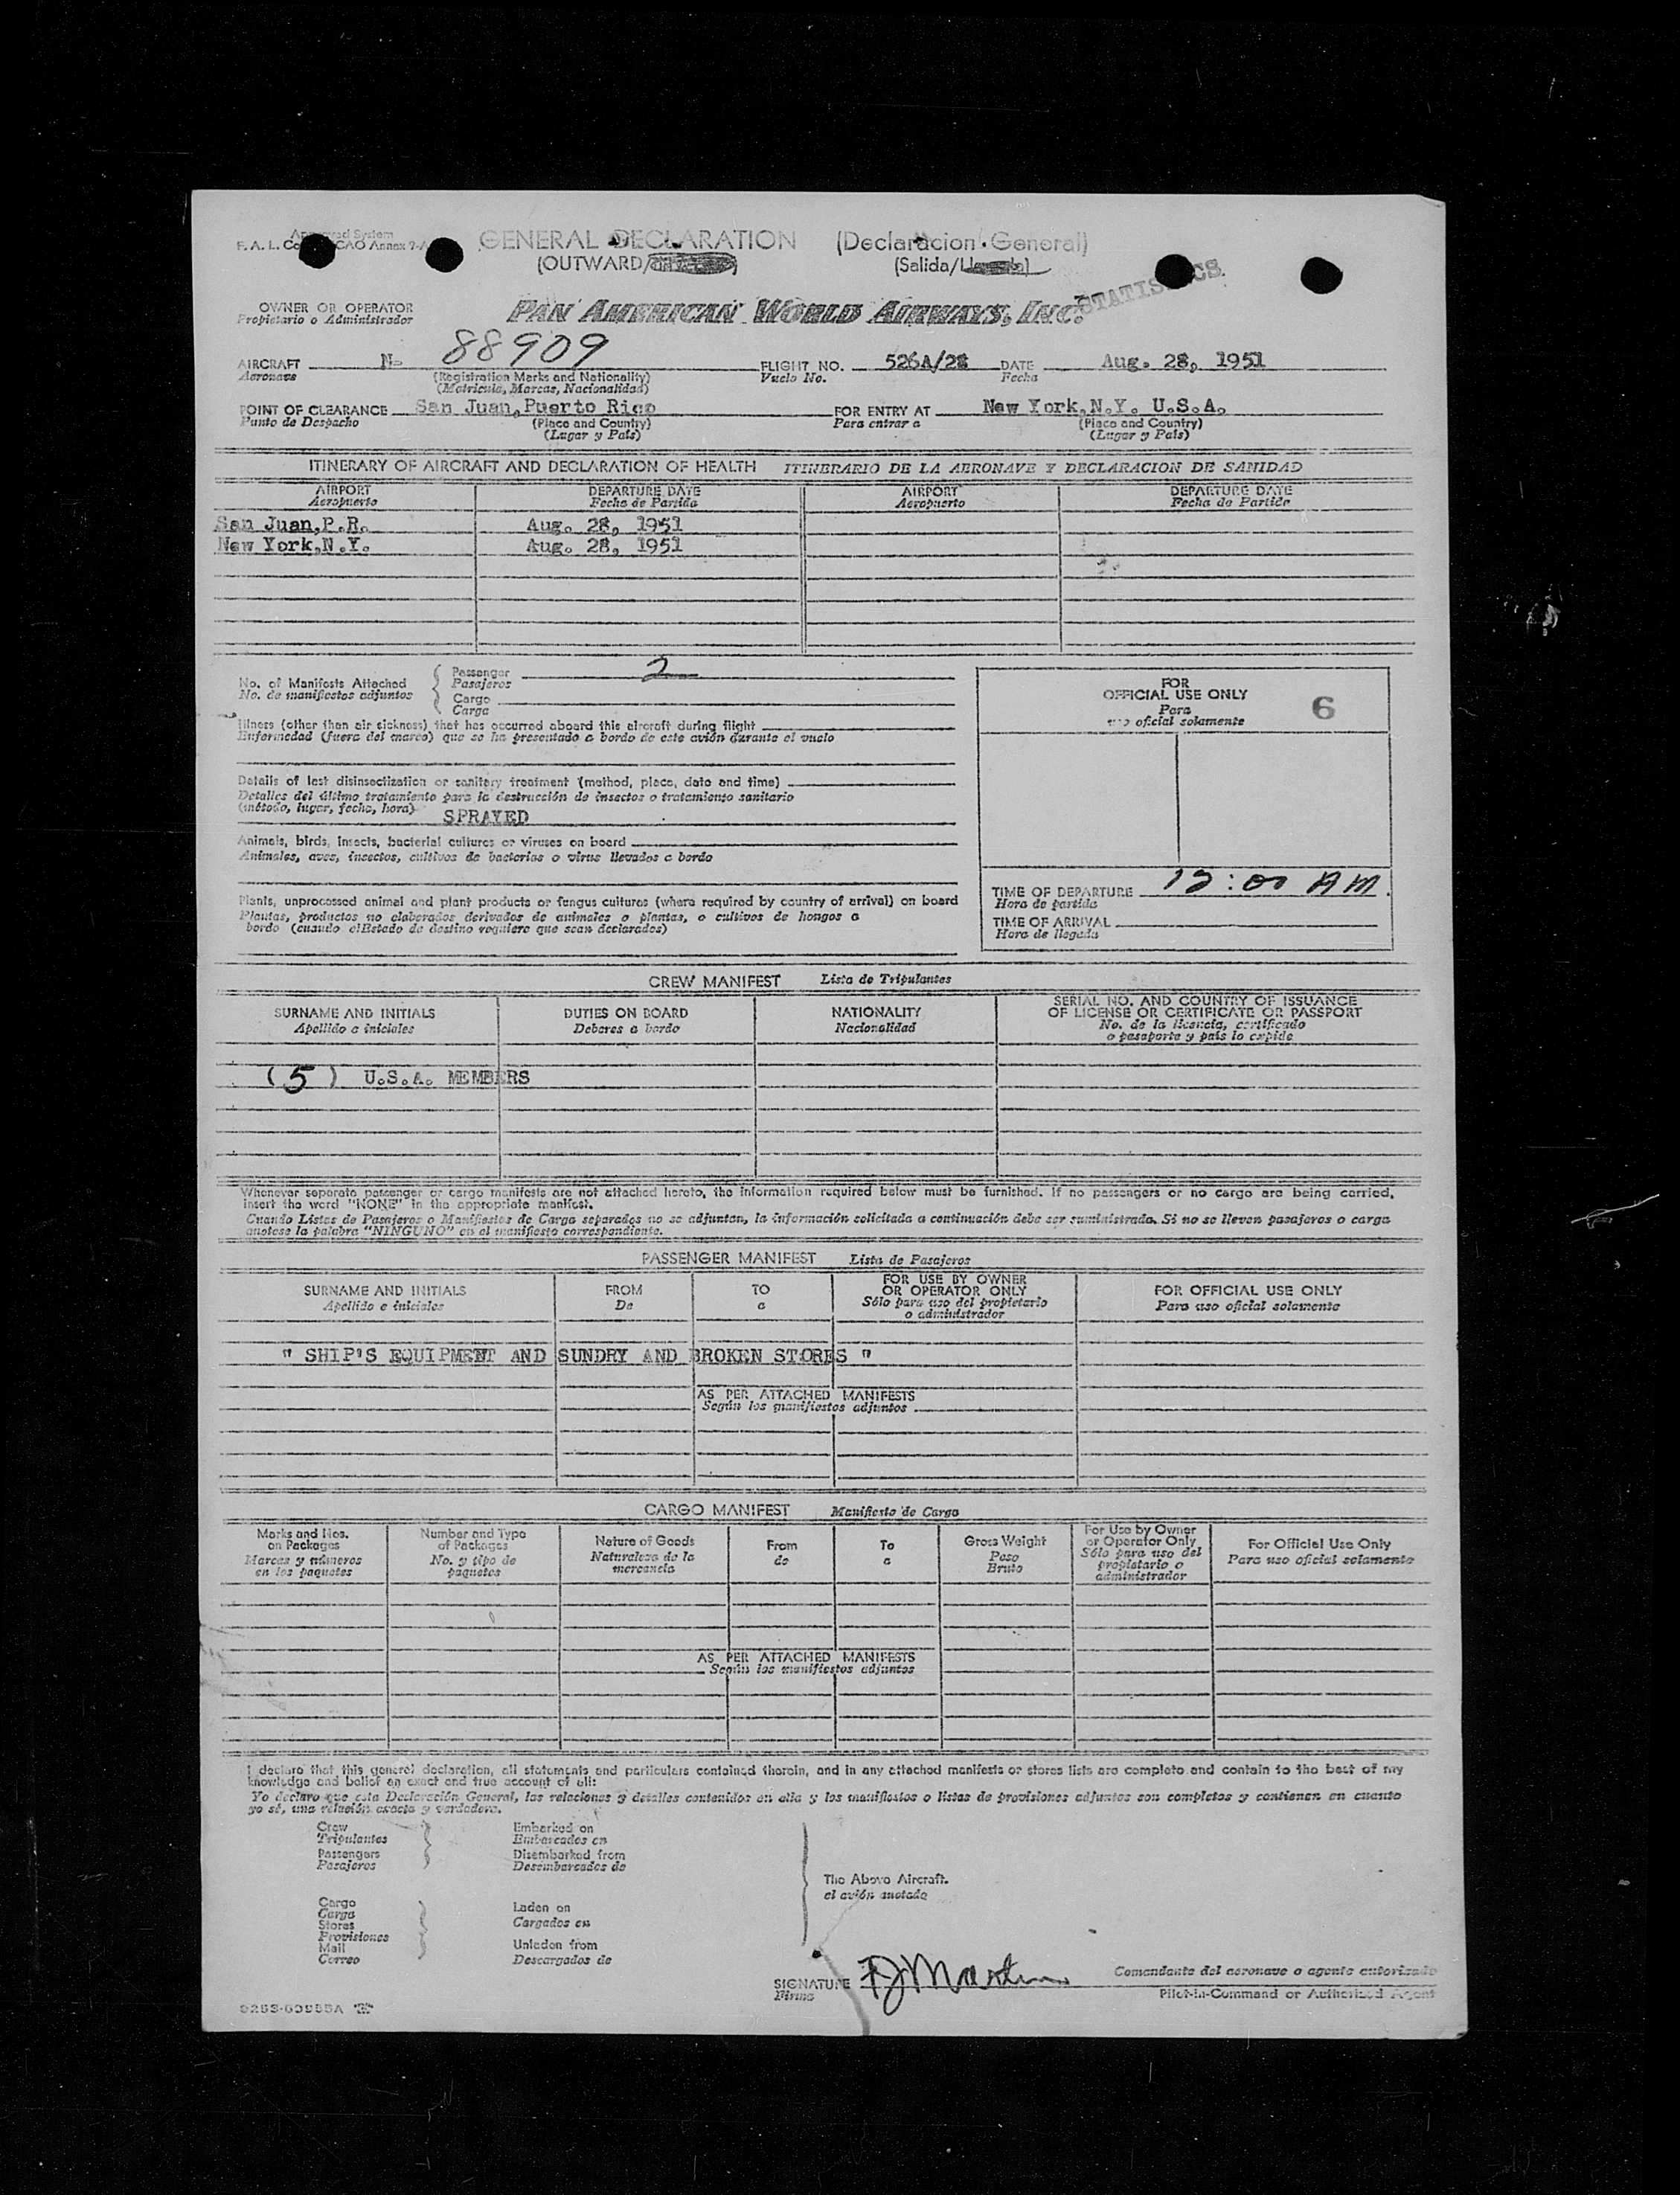 GENERAL DECLARATION (Declaracion General)
(OUTWARD/ (Salida/
STATISTICS
OWNER OR OPERATOR
Propietario o Administrador
PAN AMERICAN WORLD AIRWAYS, INC.
AIRCRAFT N- 88909 FLIGHT NO. 526A/28 DATE Aug. 28, 1951
Aeronave (Registration Marks and Nationality) Vuelo No. Fecha
(Matricula, Marcas, Nacionalidad)
POINT OF CLEARANCE San Juan, Puerto Rico FOR ENTRY AT New York, N.Y. U.S.A.
Punto de Despacho (Place and Country) Para entrar a (Place and Country)
(Lugar y País) (Lugar y País)
ITINERARY OF AIRCRAFT AND DECLARATION OF HEALTH ITINERARIO DE LA AERONAVE Y DECLARACION DE SANIDAD
AIRPORT DEPARTURE DATE AIRPORT DEPARTURE DATE
Aeropuerto Fecha de Partida Aeropuerto Fecha de Partida
San Juan,P.R. Aug. 28, 1951
New York,N.Y. Aug. 28, 1951
No. of Manifests Attached
No. de manifiestos adjuntos
Passenger 2
Pasajeros
Cargo
Carga
Illness (other than air sickness) that has occurred aboard this aircraft during flight
Enfermedad (fuera del mareo) que se ha presentado a bordo de este avión durante el vuelo
Details of last disinsectization or sanitary treatment (method, place, date and time)
Detalles del último tratamiento para la destrucción de insectos o tratamiento sanitario
(método, lugar, fecha, hora) SPRAYED
Animals, birds, insects, bacterial cultures or viruses on board
Animales, aves, insectos, cultivos de bacterias o virus llevados a bordo
Plants, unprocessed animal and plant products or fungus cultures (where required by country of arrival) on board
Plantas, productos no elaborados derivados de animales o plantas, o cultivos de hongos a
bordo (cuando el Estado de destino requiere que sean declarados)
FOR
OFFICIAL USE ONLY
Para
uso oficial solamente
6
TIME OF DEPARTURE 12:00 AM.
Hora de partida
TIME OF ARRIVAL
Hora de llegada
CREW MANIFEST Lista de Tripulantes
SURNAME AND INITIALS DUTIES ON BOARD NATIONALITY SERIAL NO. AND COUNTRY OF ISSUANCE
OF LICENSE OR CERTIFICATE OR PASSPORT
Apellido e iniciales Deberes a bordo Nacionalidad No. de la licencia, certificado
o pasaporte y país lo expide
(5) U.S.A. MEMBERS
Whenever separate passenger or cargo manifests are not attached hereto, the information required below must be furnished. If no passengers or no cargo are being carried,
insert the word "NONE" in the appropriate manifest.
Cuando Listas de Pasajeros o Manifiestos de Carga separados no se adjuntan, la información solicitada a continuación debe ser suministrada. Si no se lleven pasajeros o carga
anótese la palabra "NINGUNO" en el manifiesto correspondiente.
PASSENGER MANIFEST Lista de Pasajeros
SURNAME AND INITIALS FROM TO FOR USE BY OWNER
OR OPERATOR ONLY FOR OFFICIAL USE ONLY
Apellido e iniciales De a Sólo para uso del propietario
o administrador Para uso oficial solamente
" SHIP'S EQUIPMENT AND SUNDRY AND BROKEN STORES "
AS PER ATTACHED MANIFESTS
Según los manifiestos adjuntos
CARGO MANIFEST Manifiesto de Carga
Marks and Nos.
on Packages
Marcas y números
en los paquetes
Number and Type
of Packages
No. y tipo de
paquetes
Nature of Goods
Naturaleza de la
mercancía
From
de
To
a
Gross Weight
Peso
Bruto
For Use by Owner
or Operator Only
Sólo para uso del
propietario o
administrador
For Official Use Only
Para uso oficial solamente
AS PER ATTACHED MANIFESTS
Según los manifiestos adjuntos
I declare that this general declaration, all statements and particulars contained therein, and in any attached manifests or stores lists are complete and contain to the best of my
knowledge and belief an exact and true account of all:
Yo declaro que esta Declaración General, las relaciones y detalles contenidos en ella y los manifiestos o listas de provisiones adjuntos son completos y contienen en cuanto
yo sé, una relación exacta y verdadera.
Crew Embarked on
Tripulantes Embarcados en
Passengers Disembarked from
Pasajeros Desembarcados de
The Above Aircraft.
el avión anotado
Cargo
Carga Laden on
Stores Cargados en
Provisiones
Mail Unladen from
Correo Descargados de
SIGNATURE Comandante del aeronave o agente autorizado
Firma Pilot-in-Command or Authorized Agent